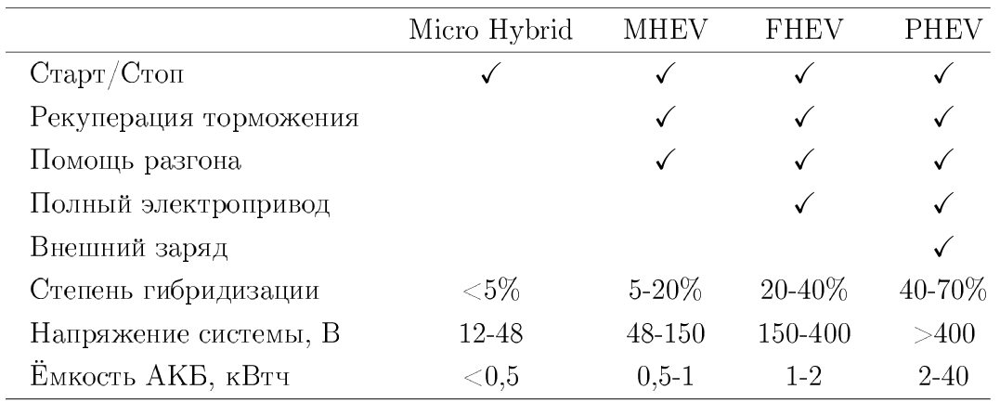 Micro Hybrid MHEV FHEV PHEV
Старт/Стоп ✓ ✓ ✓ ✓
Рекуперация торможения ✓ ✓ ✓
Помощь разгона ✓ ✓ ✓
Полный электропривод ✓ ✓
Внешний заряд ✓
Степень гибридизации <5% 5-20% 20-40% 40-70%
Напряжение системы, В 12-48 48-150 150-400 >400
Ёмкость АКБ, кВтч <0,5 0,5-1 1-2 2-40